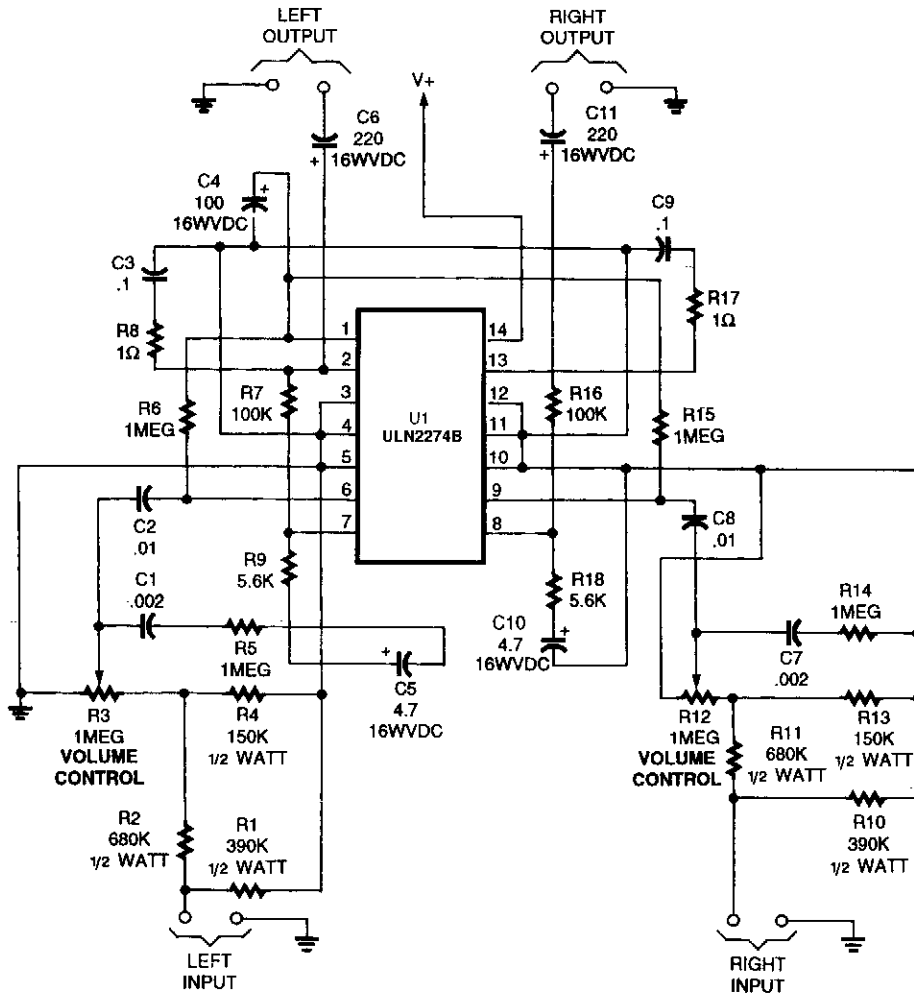 LEFT
OUTPUT
RIGHT
OUTPUT
V+
C6
220
16WVDC
+
C11
220
16WVDC
+
C4
100
16WVDC
+
C9
.1
C3
.1
R17
1Ω
R8
1Ω
1
2
3
4
5
6
7
14
13
12
11
10
9
8
U1
ULN2274B
R7
100K
R16
100K
R6
1MEG
R15
1MEG
C2
.01
C8
.01
R9
5.6K
R18
5.6K
C1
.002
R5
1MEG
C10
4.7
16WVDC
+
R14
1MEG
C7
.002
+
C5
4.7
16WVDC
R3
1MEG
VOLUME
CONTROL
R4
150K
1/2 WATT
R12
1MEG
VOLUME
CONTROL
R11
680K
1/2 WATT
R13
150K
1/2 WATT
R2
680K
1/2 WATT
R1
390K
1/2 WATT
R10
390K
1/2 WATT
LEFT
INPUT
RIGHT
INPUT